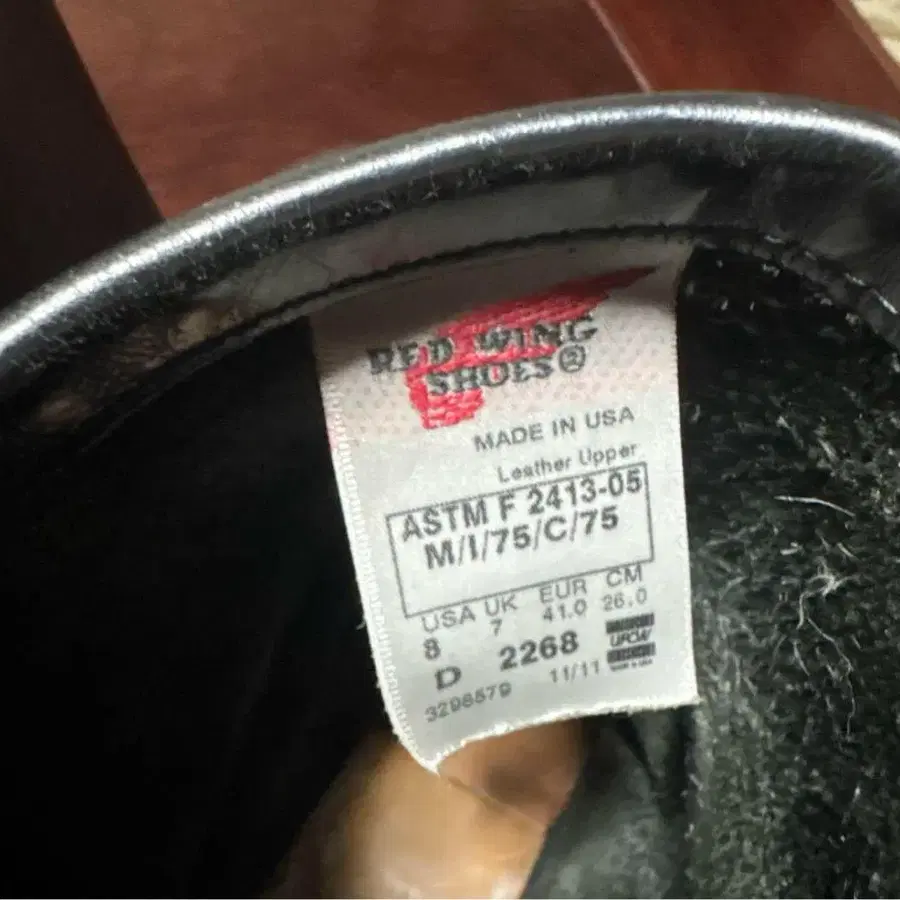 RED WING
SHOES®
MADE IN USA
Leather Upper
ASTM F 2413-05
M/I/75/C/75
USA UK EUR CM
8 7 41.0 26.0
D 2268 UFCW
3298579 11/11